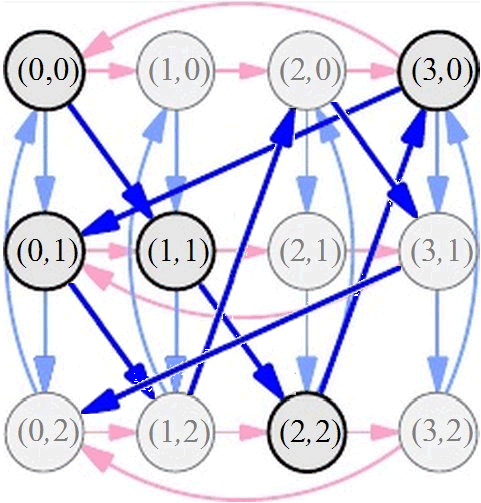 (0,0) (1,0) (2,0) (3,0)
(0,1) (1,1) (2,1) (3,1)
(0,2) (1,2) (2,2) (3,2)